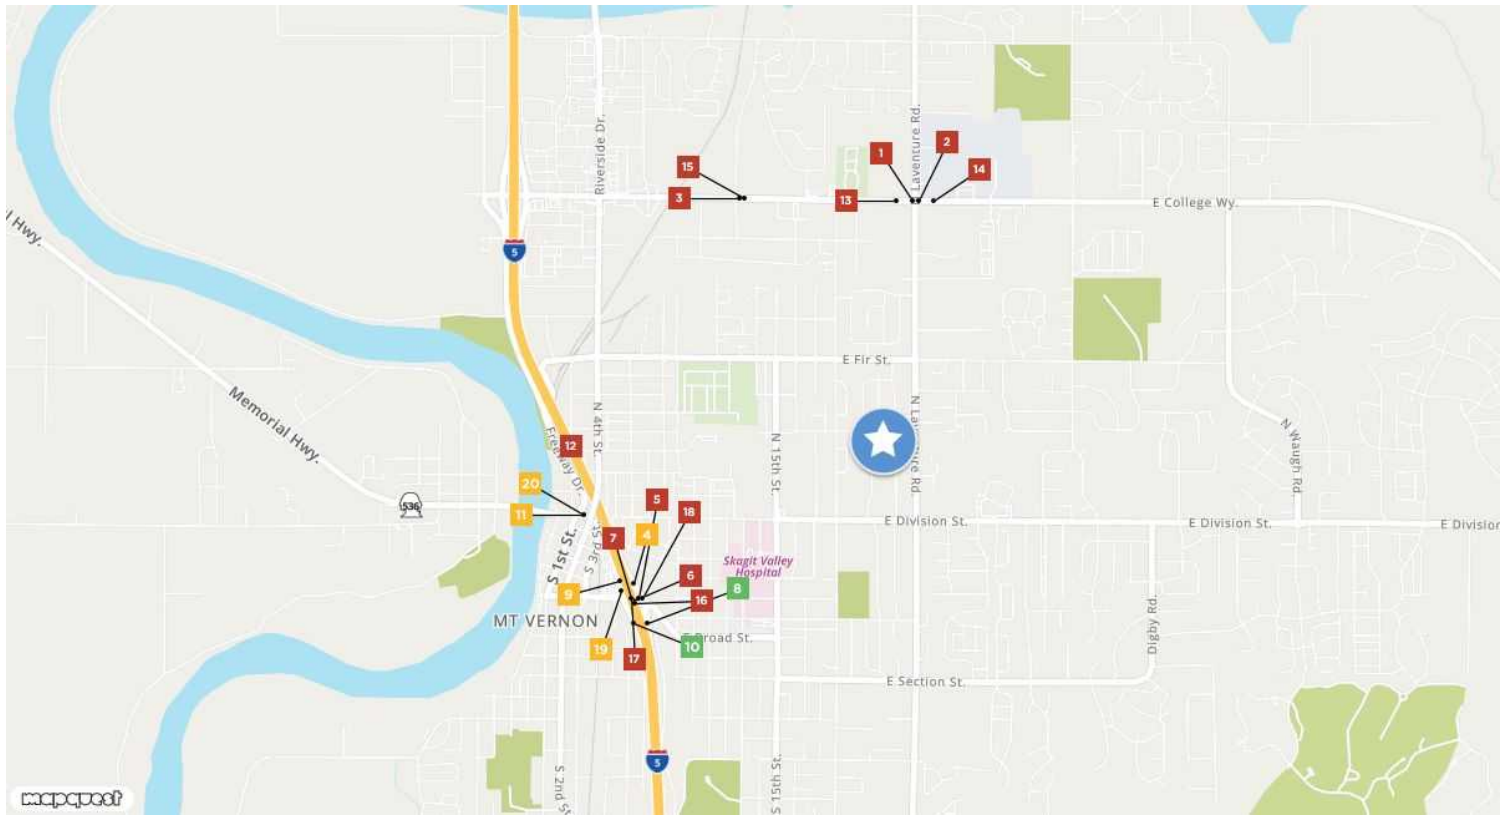 2
1
Laventure Rd.
Riverside Dr.
15
14
3
13
E College Wy.
l Hwy.
5
E Fir St.
Memorial Hwy.
N 4th St.
Freeway Dr.
12
N 15th St.
N Waugh Rd.
20
5
536
11
18
E Division St.
E Division St.
E Division
7
4
S 1st St.
S 3rd St.
Skagit Valley
Hospital
6
9
8
16
MT VERNON
Digby Rd.
19
10
17
E Section St.
5
S 2nd St.
S 15th St.
mapquest